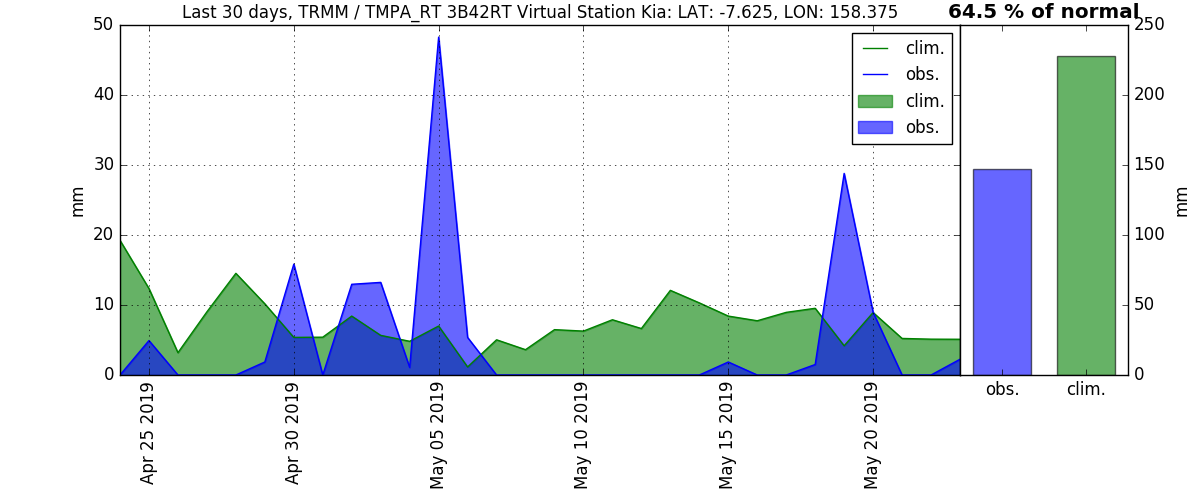 Last 30 days, TRMM / TMPA_RT 3B42RT Virtual Station Kia: LAT: -7.625, LON: 158.375
64.5 % of normal
50
40
30
20
10
0
mm
clim.
obs.
clim.
obs.
250
200
150
100
50
0
mm
Apr 25 2019
Apr 30 2019
May 05 2019
May 10 2019
May 15 2019
May 20 2019
obs.
clim.